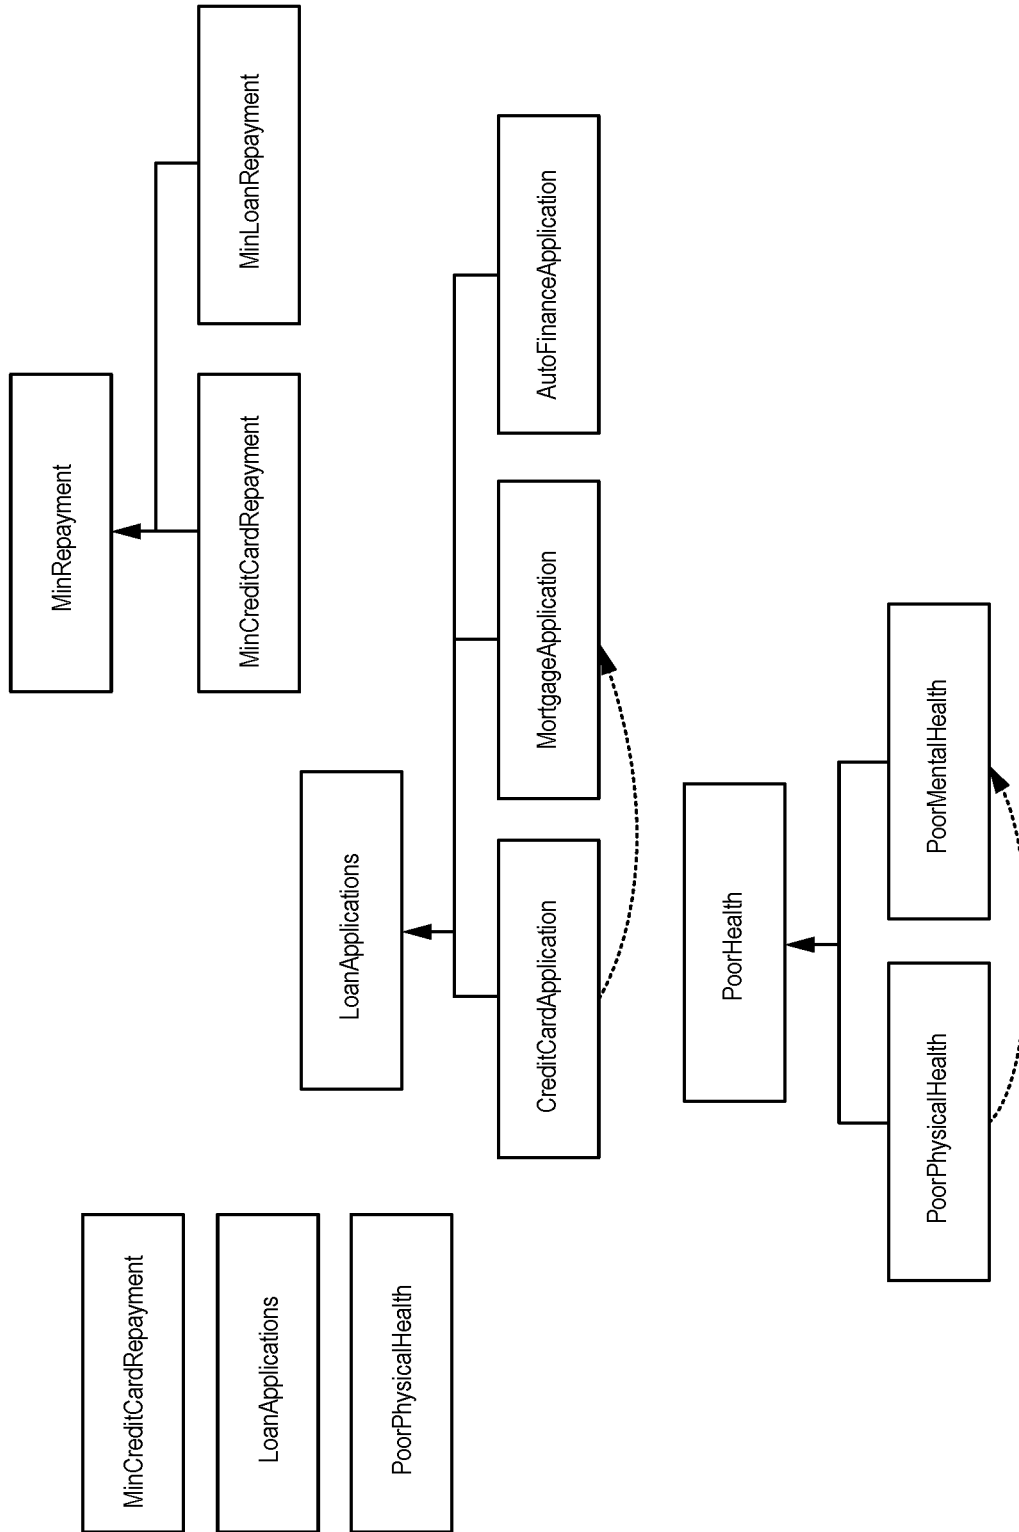 MinCreditCardRepayment
LoanApplications
PoorPhysicalHealth
MinRepayment
MinCreditCardRepayment
MinLoanRepayment
LoanApplications
CreditCardApplication
MortgageApplication
AutoFinanceApplication
PoorHealth
PoorPhysicalHealth
PoorMentalHealth